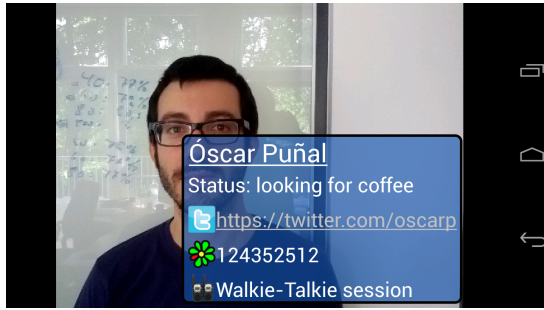 Óscar Puñal
Status: looking for coffee
https://twitter.com/oscarp
124352512
Walkie-Talkie session